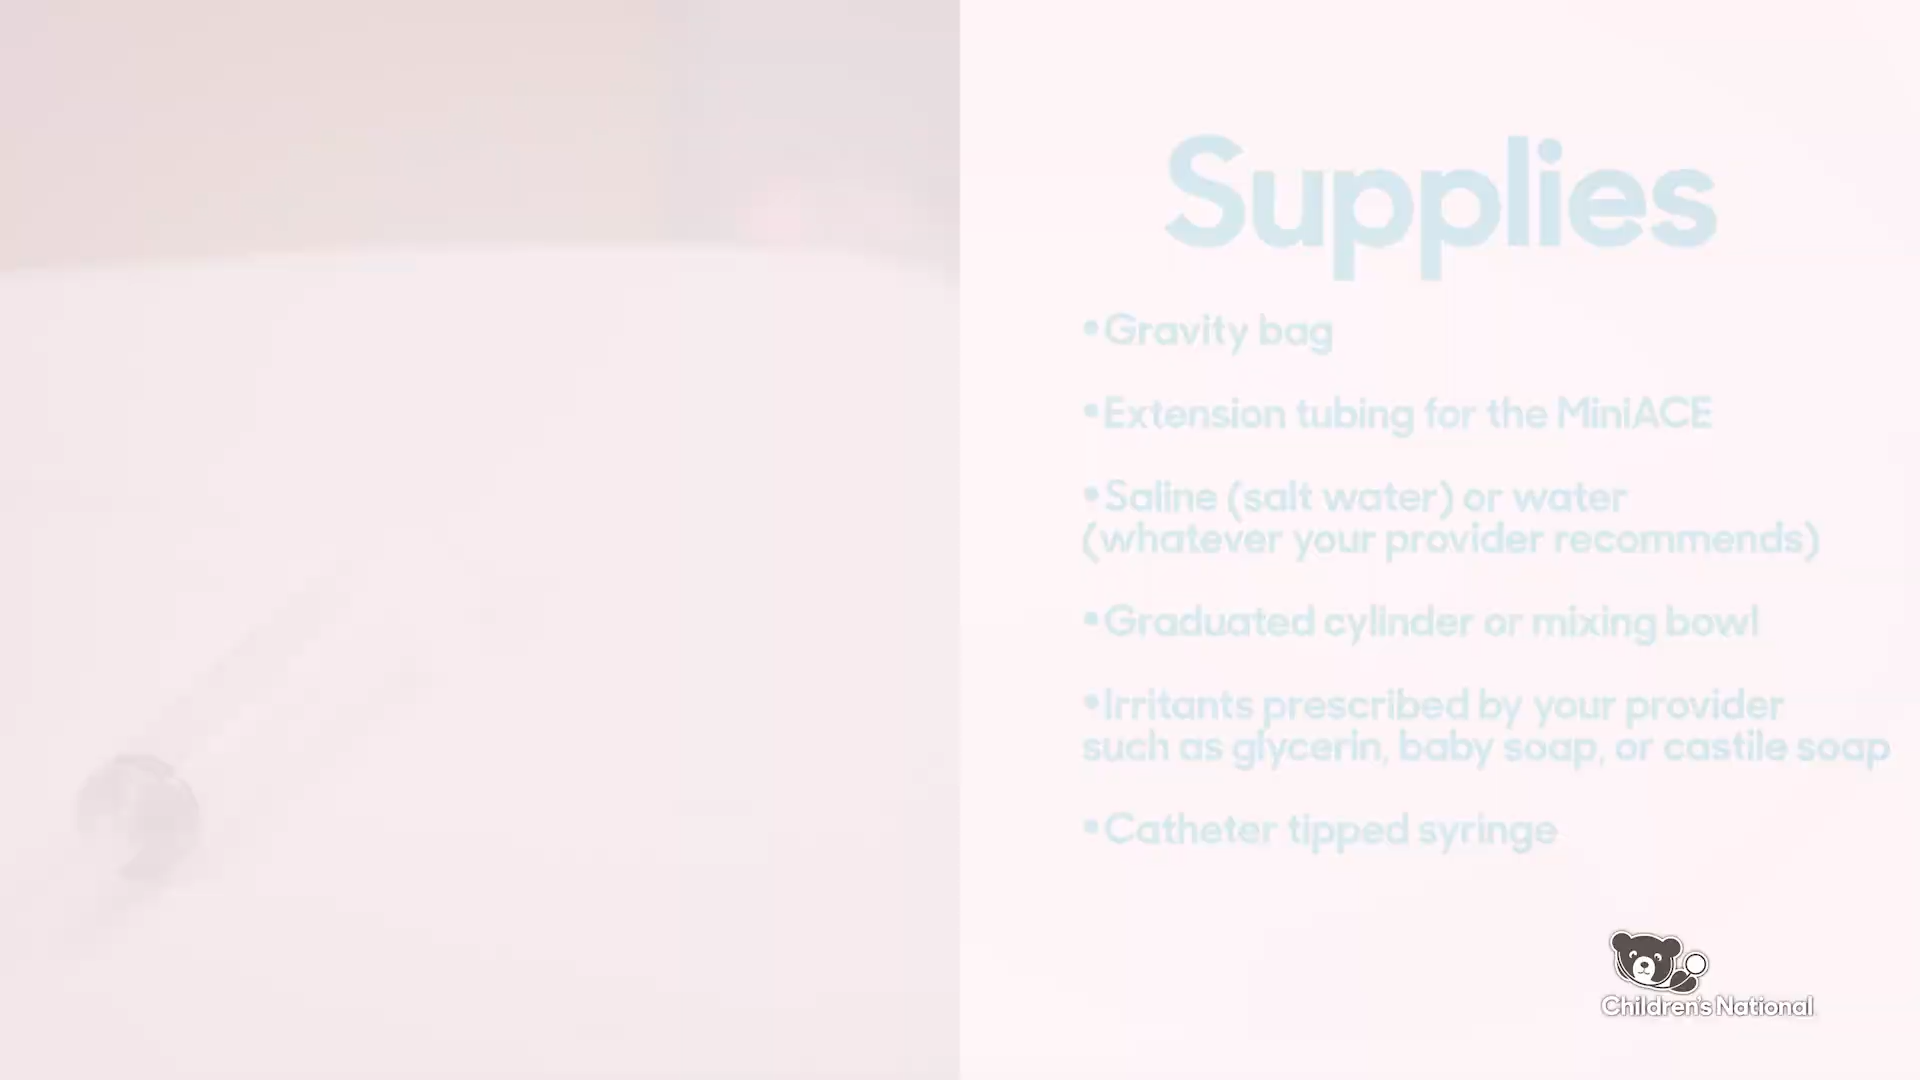 Supplies
•Gravity bag
•Extension tubing for the MiniACE
•Saline (salt water) or water
(whatever your provider recommends)
•Graduated cylinder or mixing bowl
•Irritants prescribed by your provider
such as glycerin, baby soap, or castile soap
•Catheter tipped syringe
Children's National